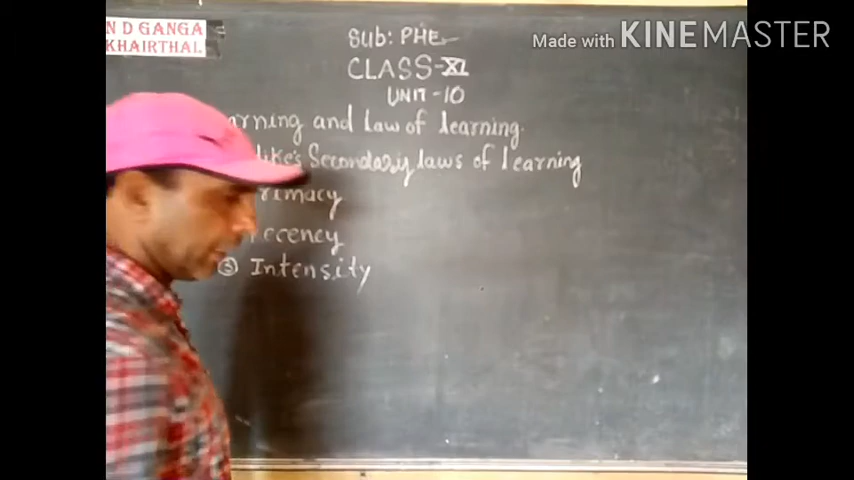 N D GANGA
KHAIRTHAL
Made with KINEMASTER
Sub: PHE
CLASS-XI
UNIT-10
arning and Law of learning.
like's Secondary laws of learning
rimacy
ecency
③ Intensity